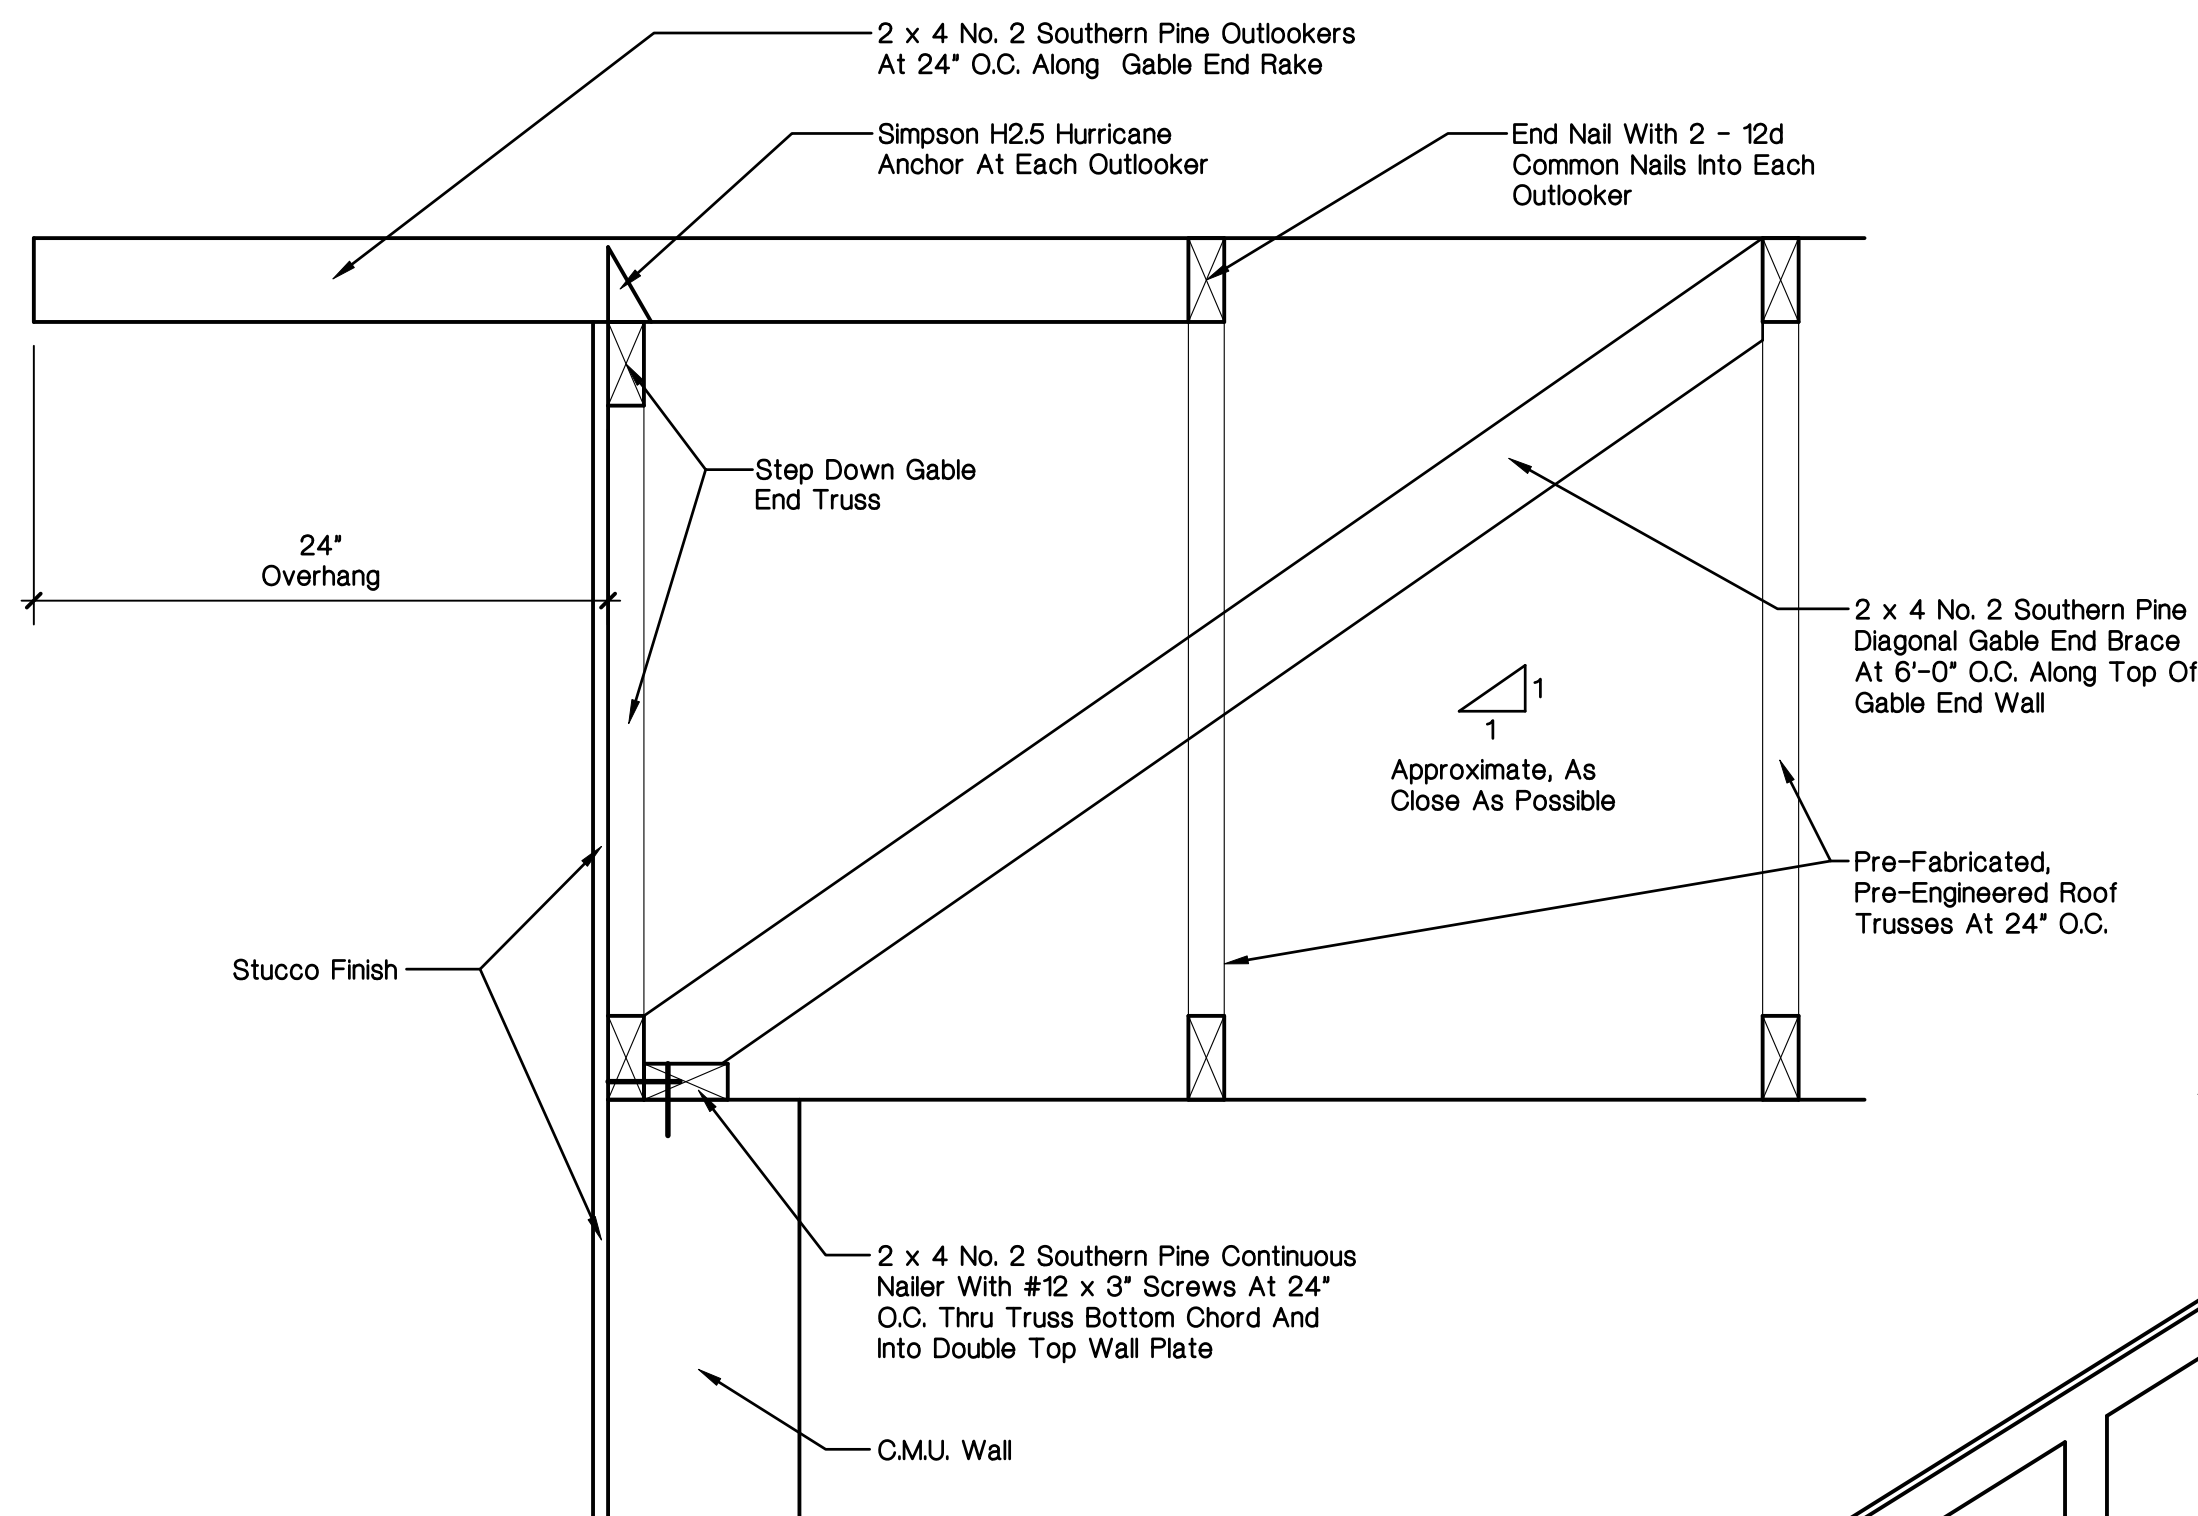 2 x 4 No. 2 Southern Pine Outlookers
At 24" O.C. Along Gable End Rake
Simpson H2.5 Hurricane
Anchor At Each Outlooker
End Nail With 2 - 12d
Common Nails Into Each
Outlooker
Step Down Gable
End Truss
24"
Overhang
2 x 4 No. 2 Southern Pine
Diagonal Gable End Brace
At 6'-0" O.C. Along Top Of
Gable End Wall
1
1
Approximate, As
Close As Possible
Pre-Fabricated,
Pre-Engineered Roof
Trusses At 24" O.C.
Stucco Finish
2 x 4 No. 2 Southern Pine Continuous
Nailer With #12 x 3" Screws At 24"
O.C. Thru Truss Bottom Chord And
Into Double Top Wall Plate
C.M.U. Wall